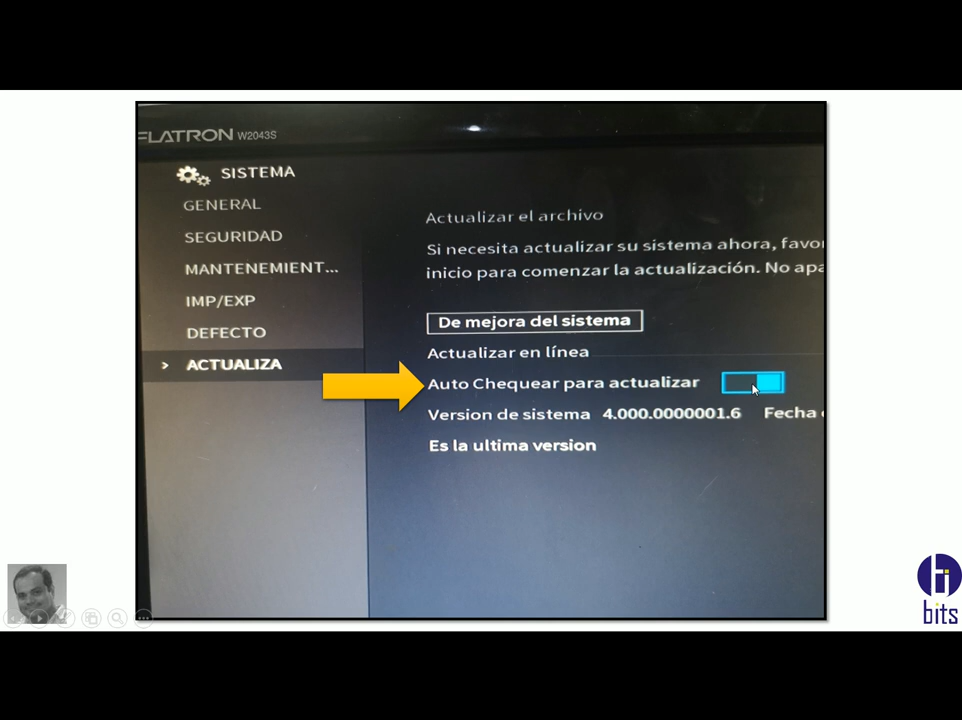 FLATRON W2043S
SISTEMA
GENERAL
SEGURIDAD
MANTENEMIENT...
IMP/EXP
DEFECTO
> ACTUALIZA
Actualizar el archivo
Si necesita actualizar su sistema ahora, favor
inicio para comenzar la actualización. No apa
De mejora del sistema
Actualizar en línea
Auto Chequear para actualizar
Version de sistema 4.000.0000001.6 Fecha
Es la ultima version
bits